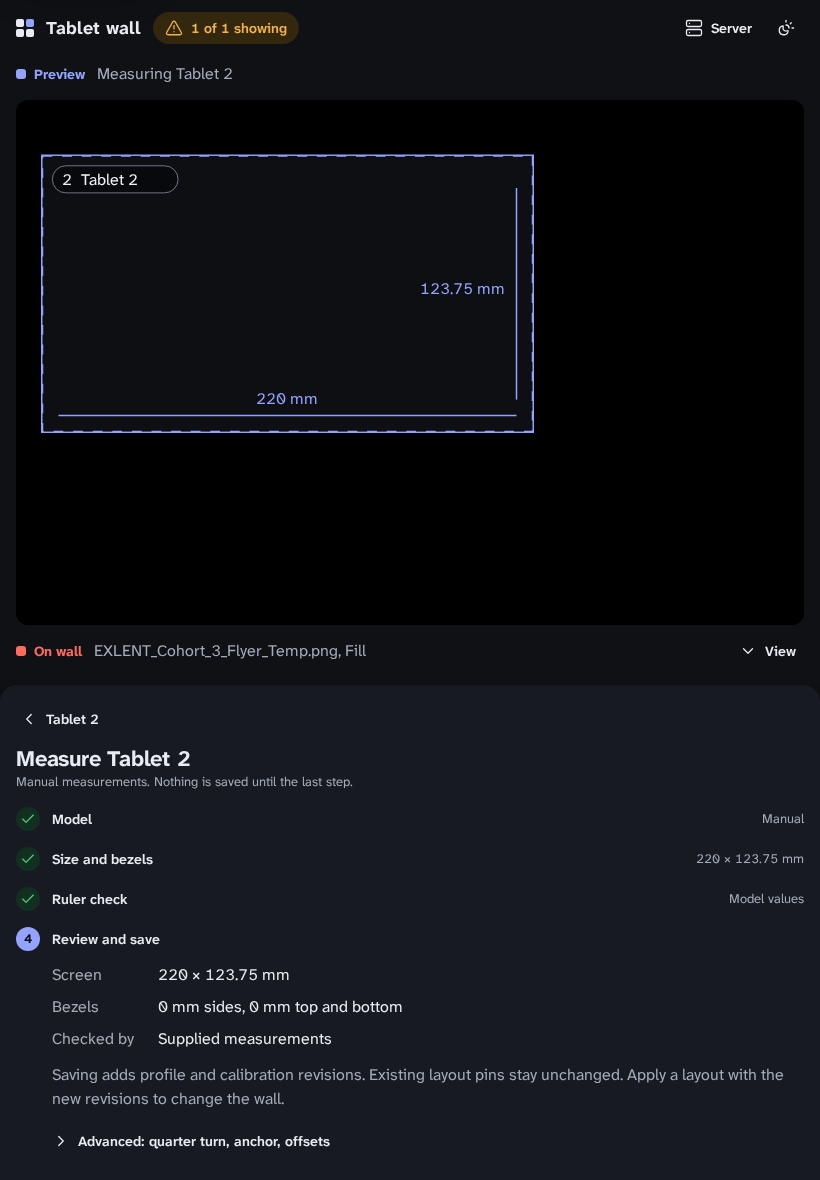 Tablet wall
1 of 1 showing
Server
Preview Measuring Tablet 2
2 Tablet 2
123.75 mm
220 mm
On wall EXLENT_Cohort_3_Flyer_Temp.png, Fill
View
Tablet 2
Measure Tablet 2
Manual measurements. Nothing is saved until the last step.
Model Manual
Size and bezels 220 × 123.75 mm
Ruler check Model values
4 Review and save
Screen 220 × 123.75 mm
Bezels 0 mm sides, 0 mm top and bottom
Checked by Supplied measurements
Saving adds profile and calibration revisions. Existing layout pins stay unchanged. Apply a layout with the
new revisions to change the wall.
Advanced: quarter turn, anchor, offsets